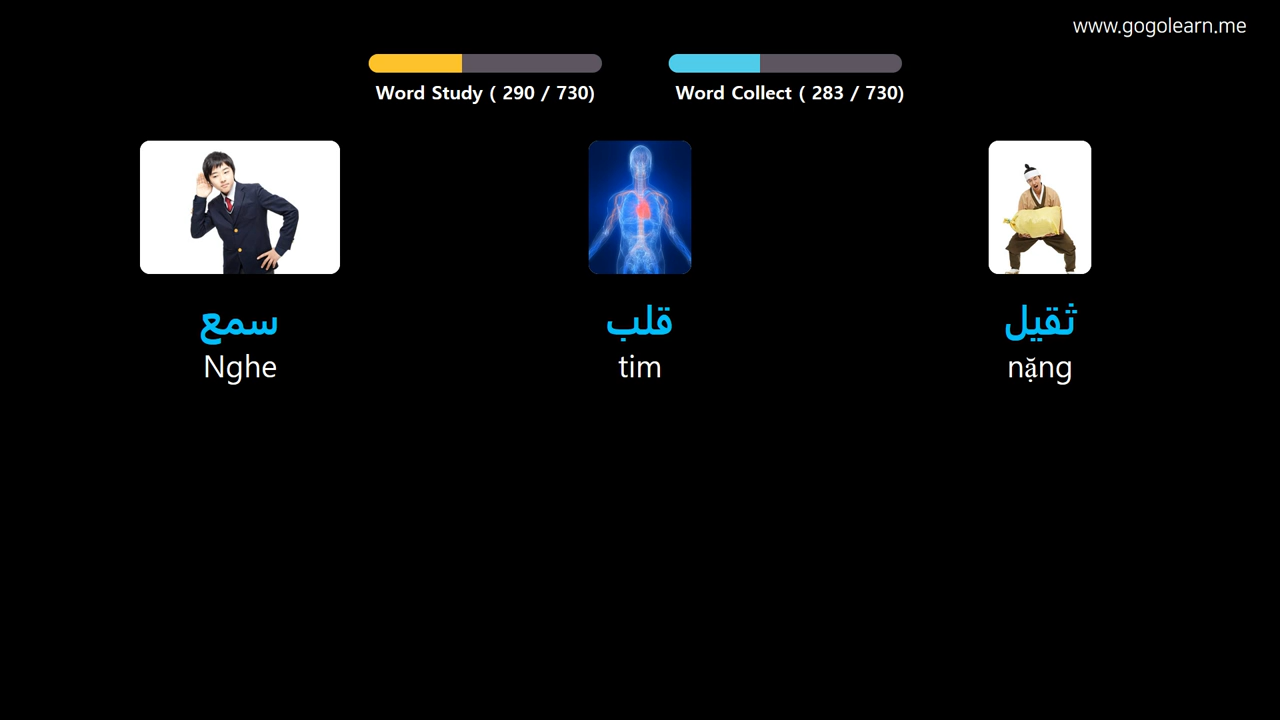 www.gogolearn.me
Word Study ( 290 / 730)
Word Collect ( 283 / 730)
سمع
Nghe
قلب
tim
ثقيل
nặng